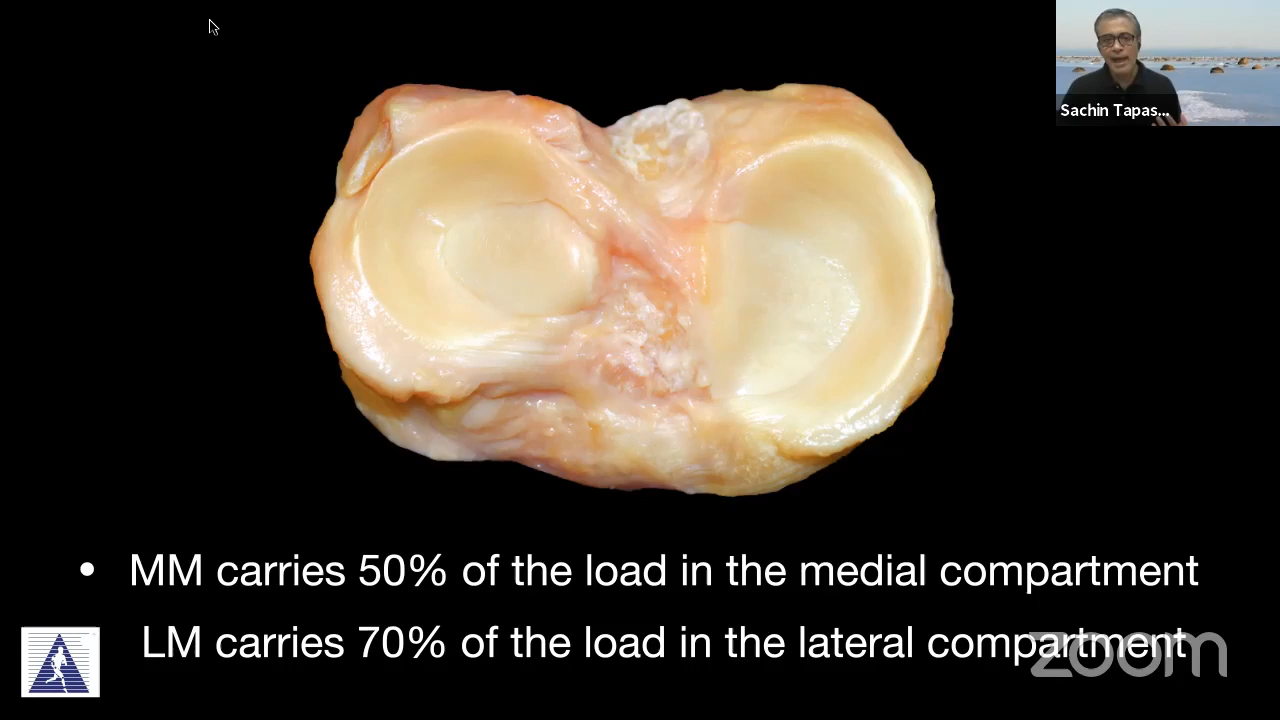 Sachin Tapas...
• MM carries 50% of the load in the medial compartment
LM carries 70% of the load in the lateral compartment
zoom